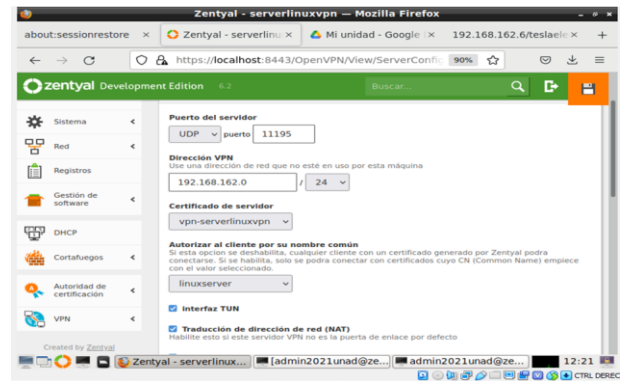 Zentyal - serverlinuxvpn — Mozilla Firefox
about:sessionrestore × Zentyal - serverlinu × Mi unidad - Google × 192.168.162.6/teslaele × +
https://localhost:8443/OpenVPN/View/ServerConfig 90%
zentyal Development Edition 6.2 Buscar...
Sistema
Red
Registros
Gestión de
software
DHCP
Cortafuegos
Autoridad de
certificación
VPN
Created by Zentyal
Puerto del servidor
UDP puerto 11195
Dirección VPN
Use una dirección de red que no esté en uso por esta máquina
192.168.162.0 / 24
Certificado de servidor
vpn-serverlinuxvpn
Autorizar al cliente por su nombre común
Si esta opcion se deshabilita, cualquier cliente con un certificado generado por Zentyal podra
conectarse. Si se habilita, solo se podra conectar con certificados cuyo CN (Common Name) empiece
con el valor seleccionado.
linuxserver
Interfaz TUN
Traducción de dirección de red (NAT)
Habilite esto si este servidor VPN no es la puerta de enlace por defecto
Zentyal - serverlinux... [admin2021unad@ze... admin2021unad@ze... 12:21
CTRL DEREC